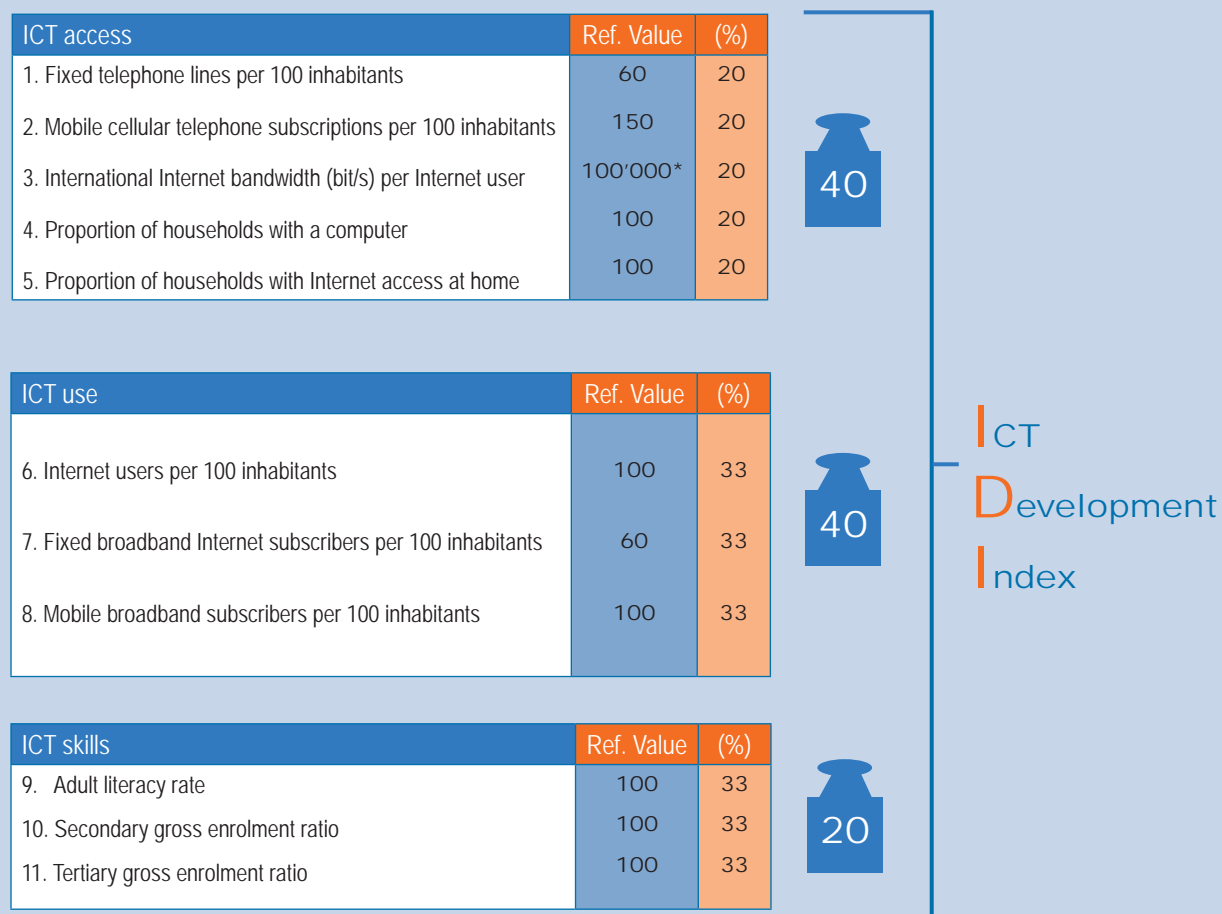 ICT access Ref. Value (%)
1. Fixed telephone lines per 100 inhabitants 60 20
2. Mobile cellular telephone subscriptions per 100 inhabitants 150 20
3. International Internet bandwidth (bit/s) per Internet user 100'000* 20
4. Proportion of households with a computer 100 20
5. Proportion of households with Internet access at home 100 20
40
ICT use Ref. Value (%)
6. Internet users per 100 inhabitants 100 33
7. Fixed broadband Internet subscribers per 100 inhabitants 60 33
8. Mobile broadband subscribers per 100 inhabitants 100 33
40
ICT skills Ref. Value (%)
9. Adult literacy rate 100 33
10. Secondary gross enrolment ratio 100 33
11. Tertiary gross enrolment ratio 100 33
20
ICT
Development
Index